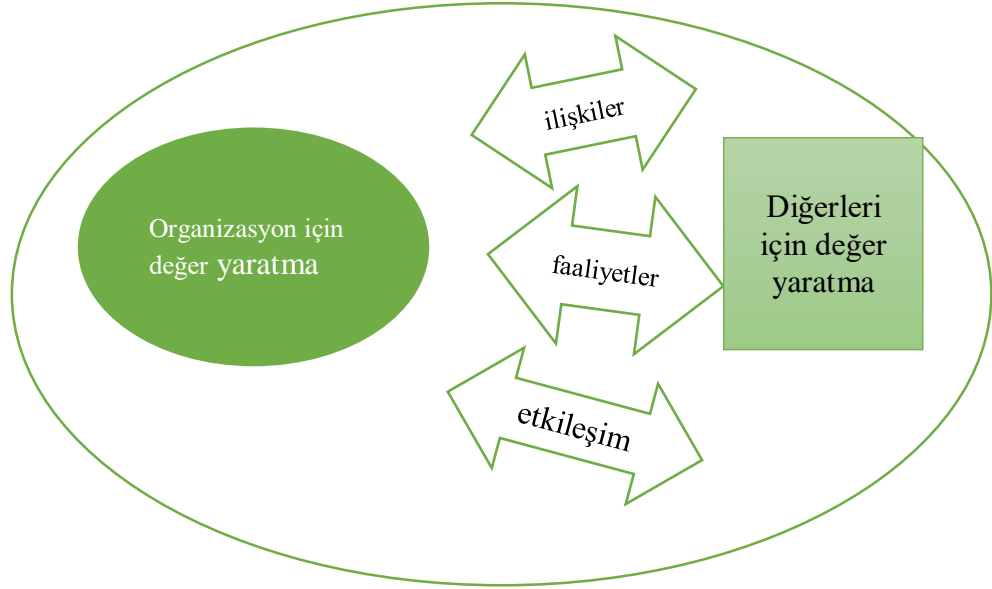 Organizasyon için
değer yaratma
ilişkiler
faaliyetler
etkileşim
Diğerleri
için değer
yaratma